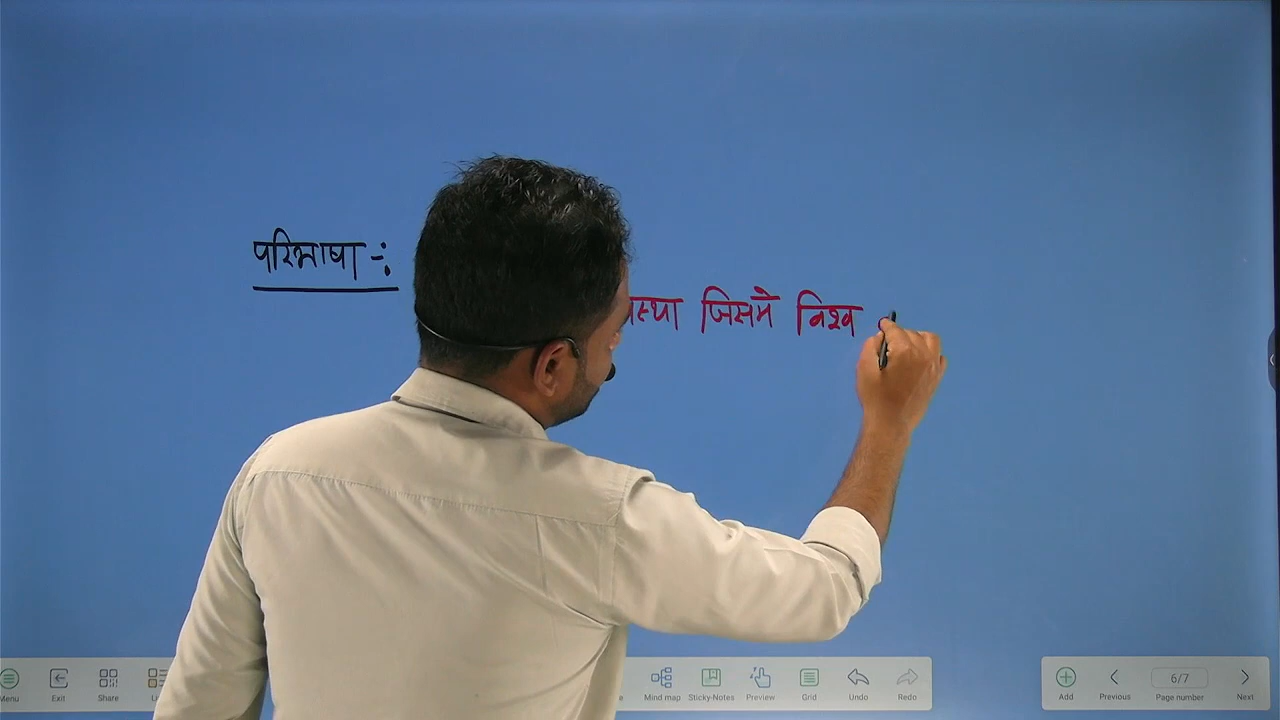 परिभाषा -:
जिसमे विश्व
Menu Exit Share Mind map Sticky-Notes Preview Grid Undo Redo Add Previous 6/7 Page number Next